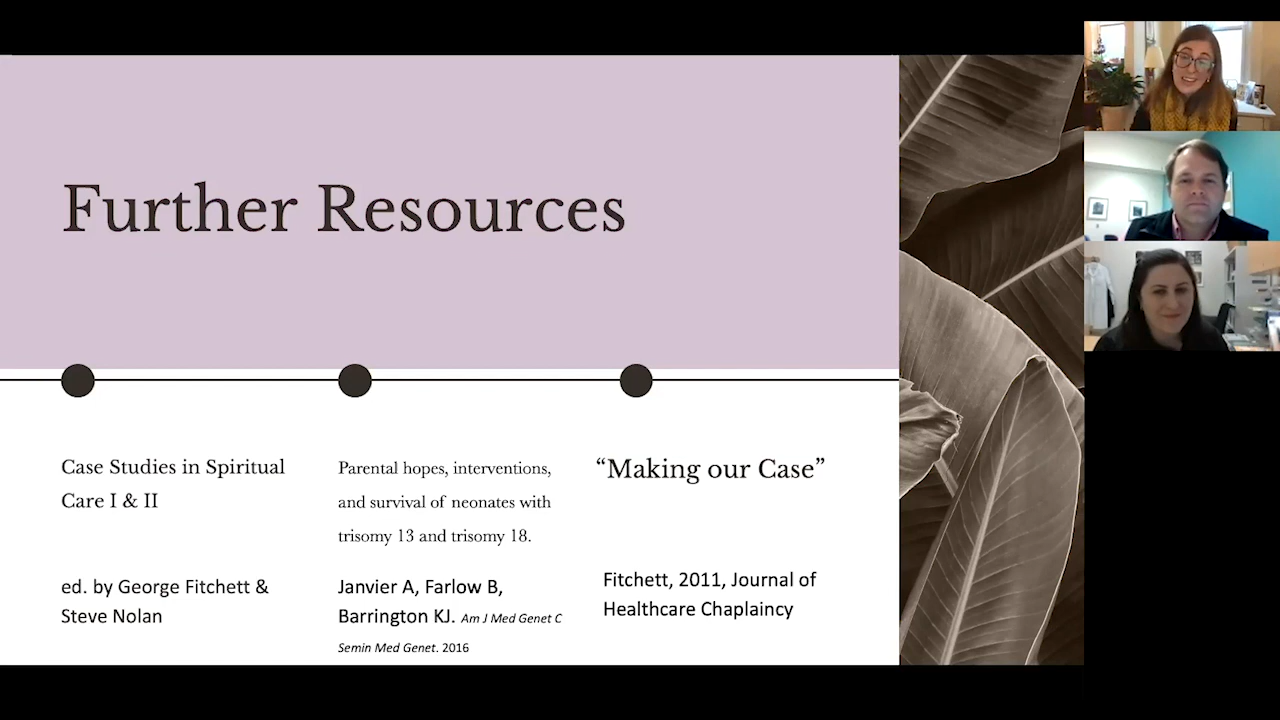 Further Resources
Case Studies in Spiritual
Care I & II
ed. by George Fitchett &
Steve Nolan
Parental hopes, interventions,
and survival of neonates with
trisomy 13 and trisomy 18.
Janvier A, Farlow B,
Barrington KJ. Am J Med Genet C
Semin Med Genet. 2016
“Making our Case”
Fitchett, 2011, Journal of
Healthcare Chaplaincy